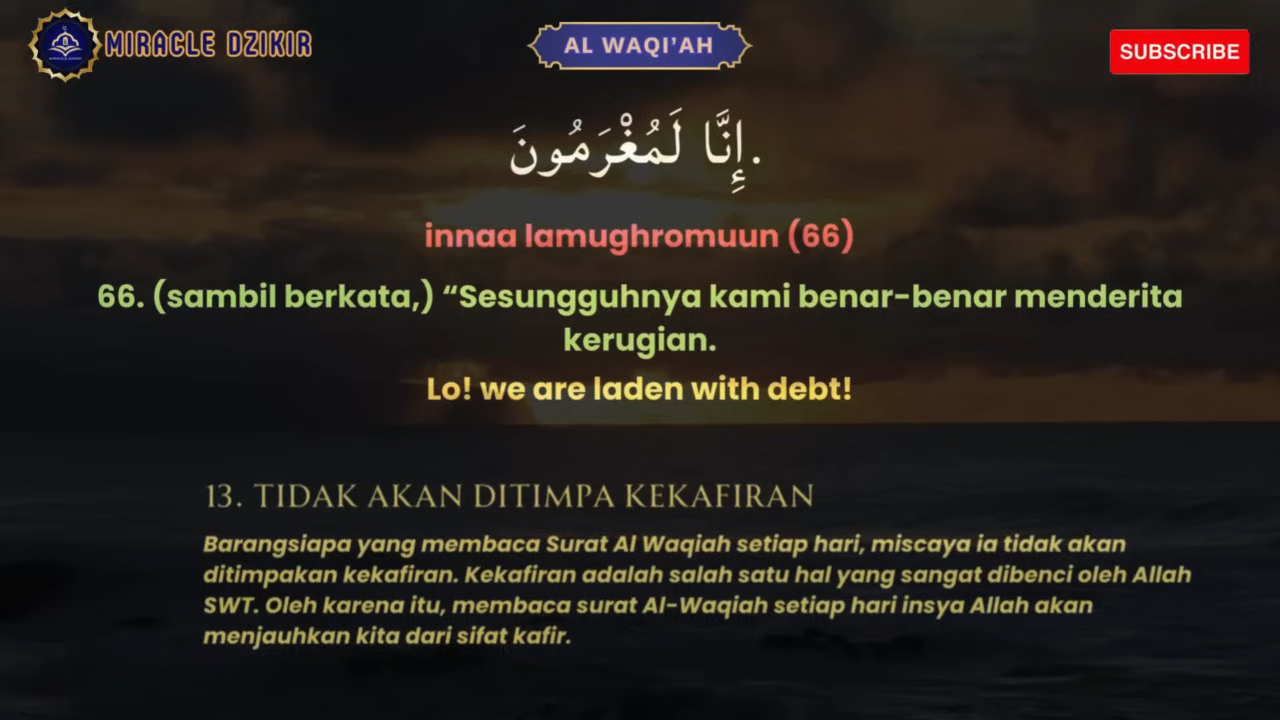 MIRACLE DZIKIR
AL WAQI'AH
SUBSCRIBE
إِنَّا لَمُغْرَمُونَ.
innaa lamughromuun (66)
66. (sambil berkata,) “Sesungguhnya kami benar-benar menderita
kerugian.
Lo! we are laden with debt!
13. TIDAK AKAN DITIMPA KEKAFIRAN
Barangsiapa yang membaca Surat Al Waqiah setiap hari, miscaya ia tidak akan
ditimpakan kekafiran. Kekafiran adalah salah satu hal yang sangat dibenci oleh Allah
SWT. Oleh karena itu, membaca surat Al-Waqiah setiap hari insya Allah akan
menjauhkan kita dari sifat kafir.